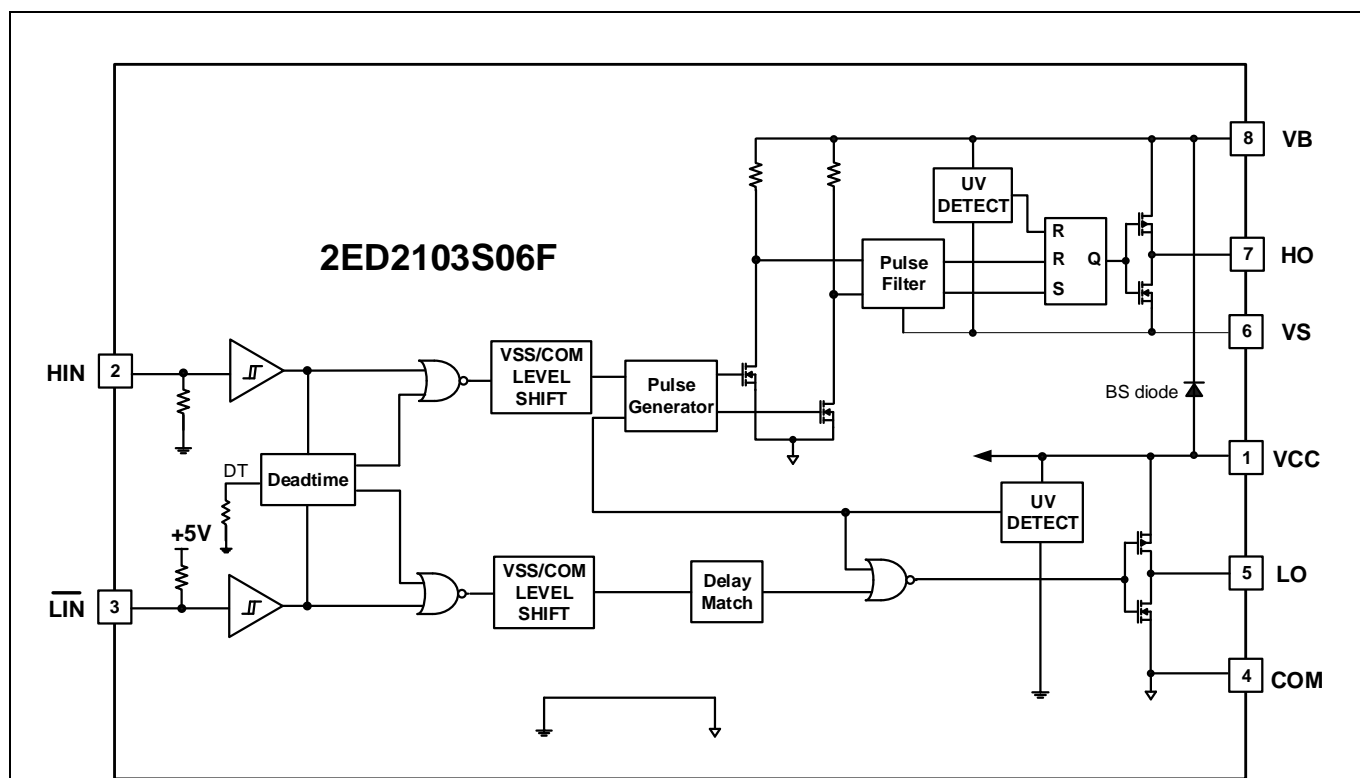 8
VB
UV
DETECT
2ED2103S06F
R
R
Q
S
Pulse
Filter
7
HO
6
VS
HIN
2
VSS/COM
LEVEL
SHIFT
Pulse
Generator
BS diode
DT
Deadtime
1
VCC
UV
DETECT
+5V
LIN
3
VSS/COM
LEVEL
SHIFT
Delay
Match
5
LO
4
COM